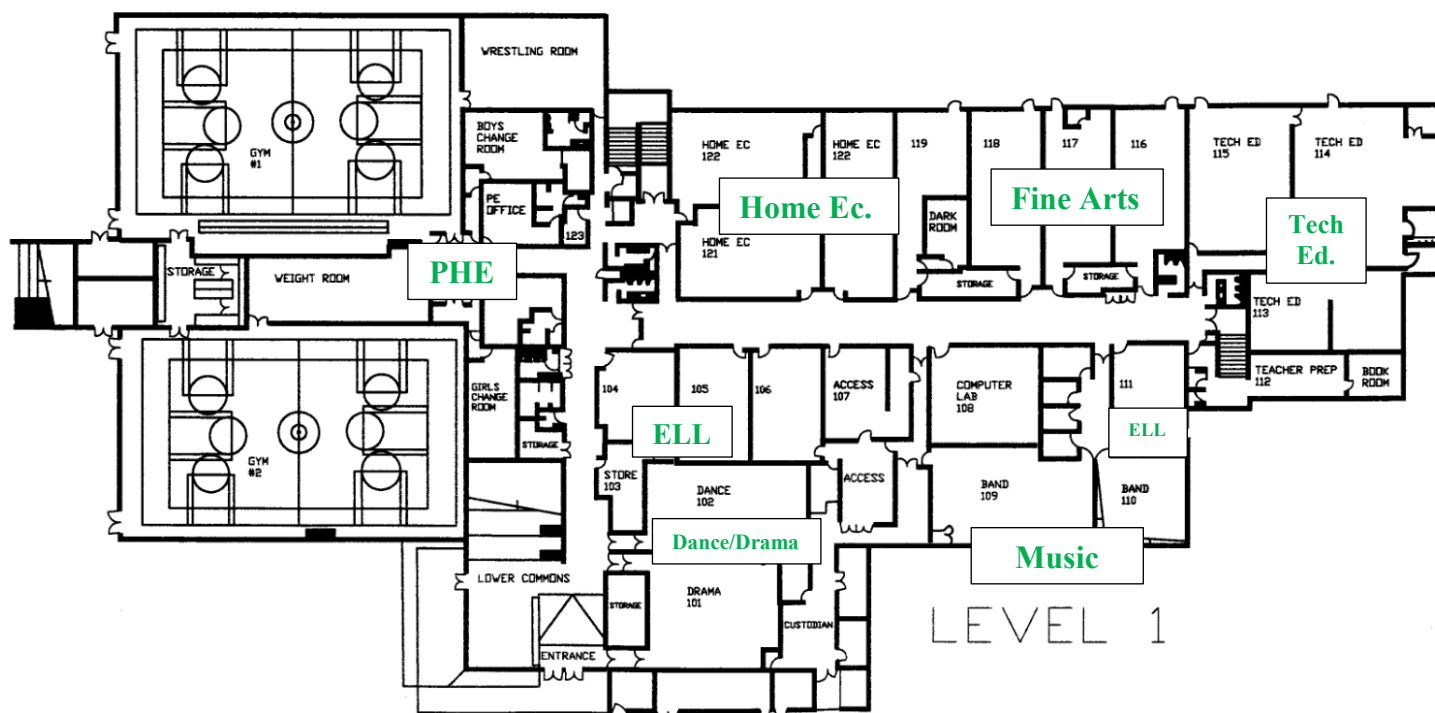 WRESTLING ROOM
BOYS
CHANGE
ROOM
GYM
#1
PE
OFFICE
123
HOME EC
122
HOME EC
122
119
118
117
116
TECH ED
115
TECH ED
114
Home Ec.
Fine Arts
Tech
Ed.
DARK
ROOM
HOME EC
121
STORAGE
WEIGHT ROOM
PHE
STORAGE
STORAGE
TECH ED
113
TEACHER PREP
112
BOOK
ROOM
GIRLS
CHANGE
ROOM
STORAGE
GYM
#2
104
105
106
ACCESS
107
COMPUTER
LAB
108
111
ELL
ELL
STORE
103
DANCE
102
ACCESS
BAND
109
BAND
110
Dance/Drama
Music
LOWER COMMONS
STORAGE
DRAMA
101
CUSTODIAN
ENTRANCE
LEVEL 1